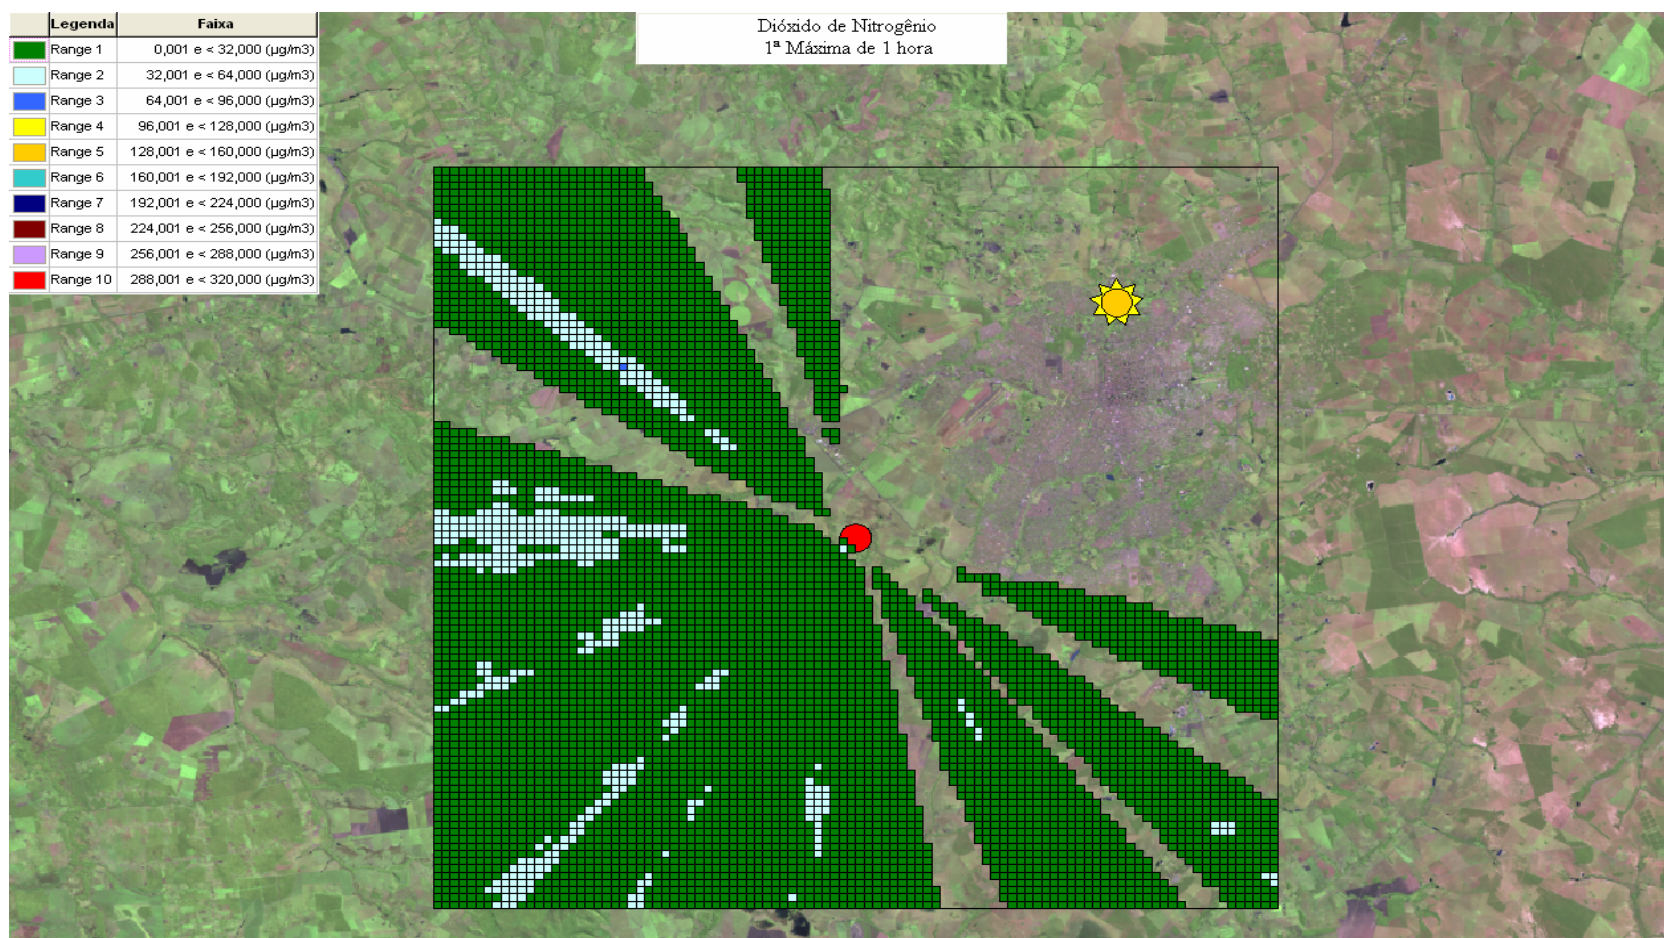 Legenda Faixa
Range 1 0,001 e < 32,000 (µg/m3)
Range 2 32,001 e < 64,000 (µg/m3)
Range 3 64,001 e < 96,000 (µg/m3)
Range 4 96,001 e < 128,000 (µg/m3)
Range 5 128,001 e < 160,000 (µg/m3)
Range 6 160,001 e < 192,000 (µg/m3)
Range 7 192,001 e < 224,000 (µg/m3)
Range 8 224,001 e < 256,000 (µg/m3)
Range 9 256,001 e < 288,000 (µg/m3)
Range 10 288,001 e < 320,000 (µg/m3)
Dióxido de Nitrogênio
1ª Máxima de 1 hora